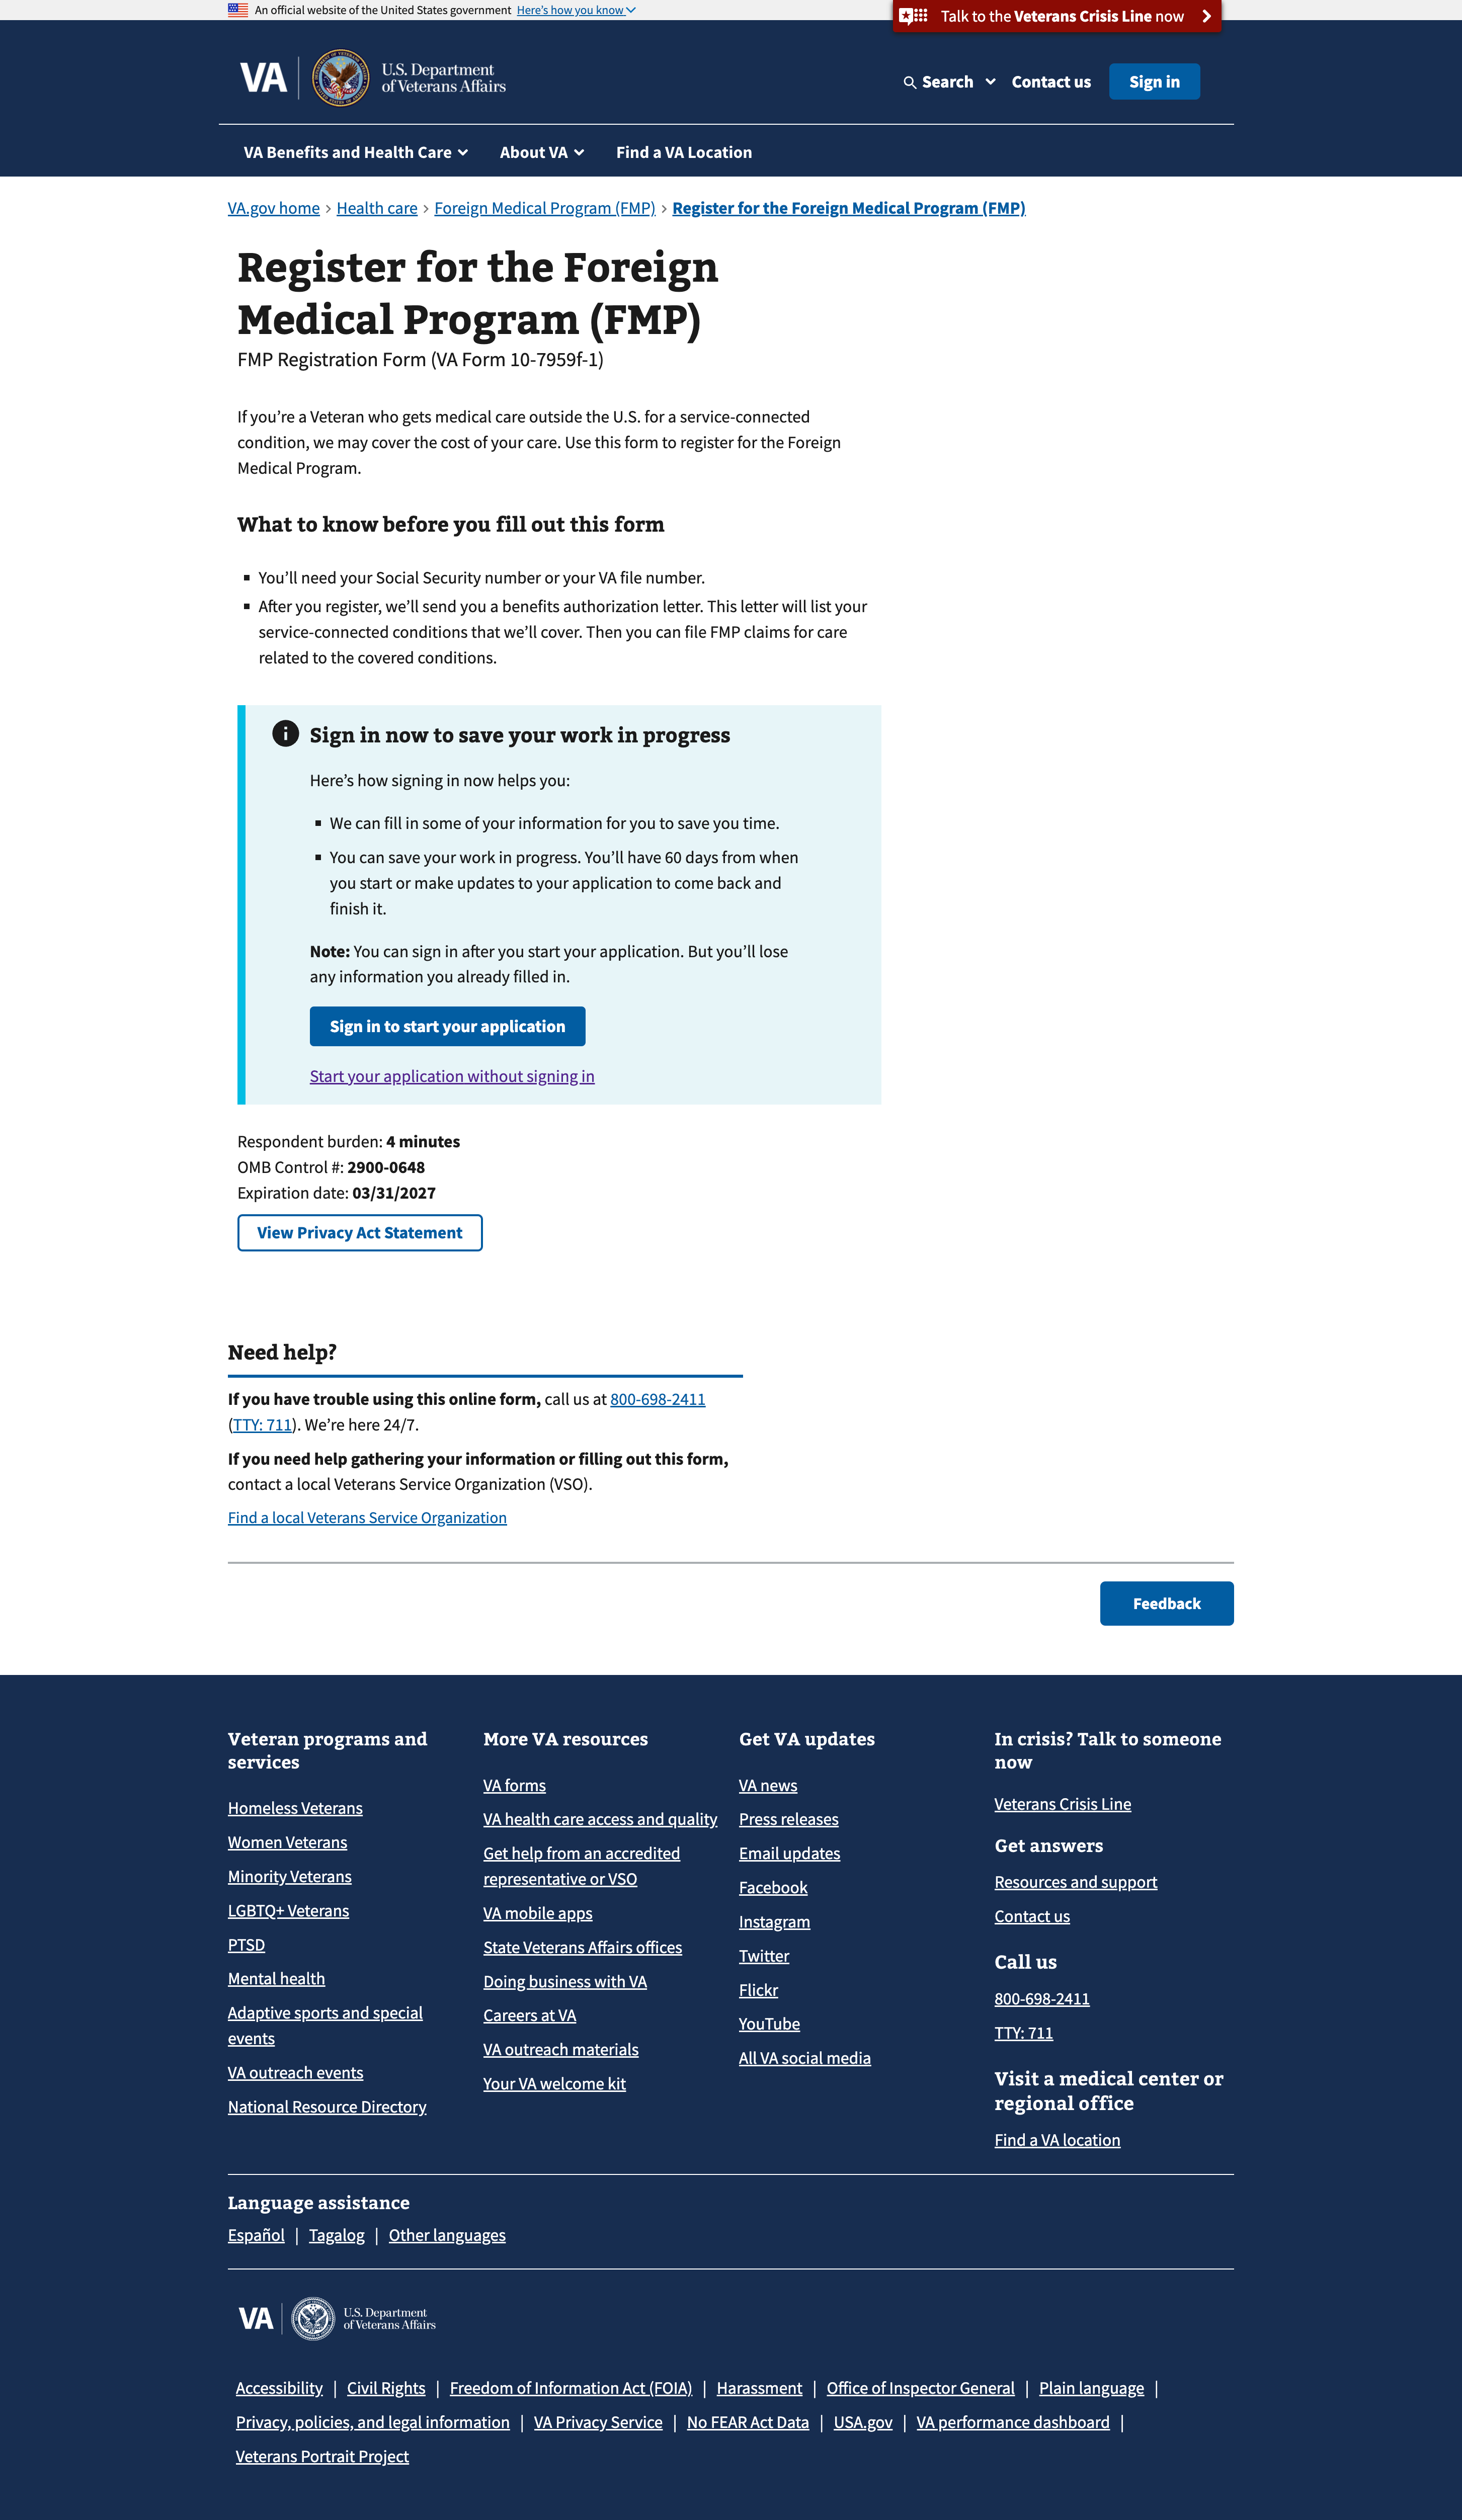 An official website of the United States government Here's how you know
Talk to the Veterans Crisis Line now
VA U.S. Department
of Veterans Affairs
Search Contact us Sign in
VA Benefits and Health Care About VA Find a VA Location
VA.gov home › Health care › Foreign Medical Program (FMP) › Register for the Foreign Medical Program (FMP)
Register for the Foreign
Medical Program (FMP)
FMP Registration Form (VA Form 10-7959f-1)
If you're a Veteran who gets medical care outside the U.S. for a service-connected
condition, we may cover the cost of your care. Use this form to register for the Foreign
Medical Program.
What to know before you fill out this form
You'll need your Social Security number or your VA file number.
After you register, we'll send you a benefits authorization letter. This letter will list your
service-connected conditions that we'll cover. Then you can file FMP claims for care
related to the covered conditions.
Sign in now to save your work in progress
Here's how signing in now helps you:
We can fill in some of your information for you to save you time.
You can save your work in progress. You'll have 60 days from when
you start or make updates to your application to come back and
finish it.
Note: You can sign in after you start your application. But you'll lose
any information you already filled in.
Sign in to start your application
Start your application without signing in
Respondent burden: 4 minutes
OMB Control #: 2900-0648
Expiration date: 03/31/2027
View Privacy Act Statement
Need help?
If you have trouble using this online form, call us at 800-698-2411
(TTY: 711). We're here 24/7.
If you need help gathering your information or filling out this form,
contact a local Veterans Service Organization (VSO).
Find a local Veterans Service Organization
Feedback
Veteran programs and
services
Homeless Veterans
Women Veterans
Minority Veterans
LGBTQ+ Veterans
PTSD
Mental health
Adaptive sports and special
events
VA outreach events
National Resource Directory
More VA resources
VA forms
VA health care access and quality
Get help from an accredited
representative or VSO
VA mobile apps
State Veterans Affairs offices
Doing business with VA
Careers at VA
VA outreach materials
Your VA welcome kit
Get VA updates
VA news
Press releases
Email updates
Facebook
Instagram
Twitter
Flickr
YouTube
All VA social media
In crisis? Talk to someone
now
Veterans Crisis Line
Get answers
Resources and support
Contact us
Call us
800-698-2411
TTY: 711
Visit a medical center or
regional office
Find a VA location
Language assistance
Español | Tagalog | Other languages
VA U.S. Department
of Veterans Affairs
Accessibility | Civil Rights | Freedom of Information Act (FOIA) | Harassment | Office of Inspector General | Plain language |
Privacy, policies, and legal information | VA Privacy Service | No FEAR Act Data | USA.gov | VA performance dashboard |
Veterans Portrait Project